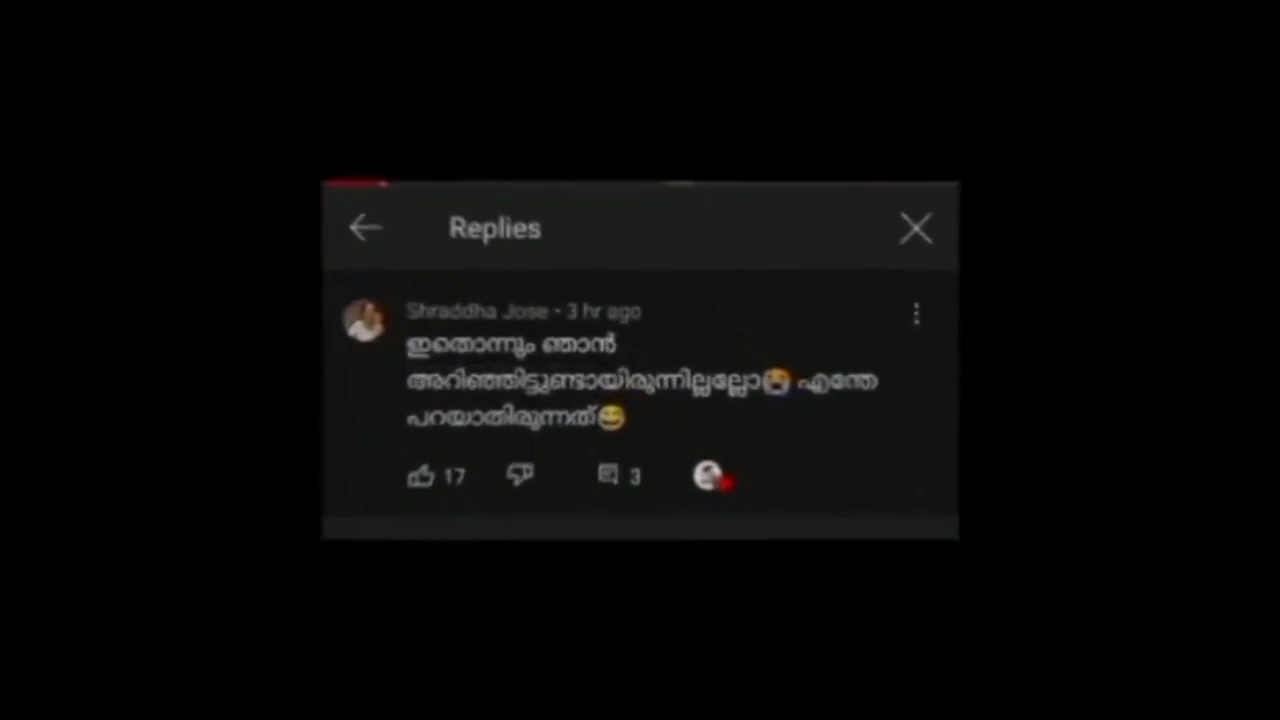 Replies
Shraddha Jose • 3 hr ago
ഇതൊന്നും ഞാൻ
അറിഞ്ഞിട്ടുണ്ടായിരുന്നില്ലല്ലോ😭 എന്തേ
പറയാതിരുന്നത്😅
17
3